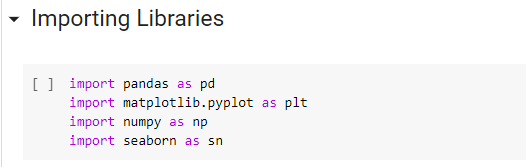 Importing Libraries
[ ] import pandas as pd
import matplotlib.pyplot as plt
import numpy as np
import seaborn as sn